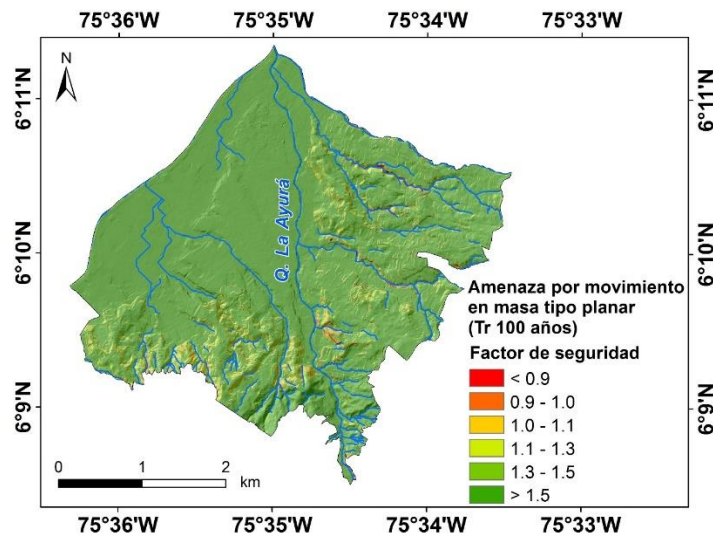 75°36'W 75°35'W 75°34'W 75°33'W
N
6°11'N 6°11'N
Q. La Ayurá
6°10'N 6°10'N
Amenaza por movimiento
en masa tipo planar
(Tr 100 años)
Factor de seguridad
< 0.9
0.9 - 1.0
1.0 - 1.1
1.1 - 1.3
1.3 - 1.5
> 1.5
6°9'N 6°9'N
0 1 2
km
75°36'W 75°35'W 75°34'W 75°33'W